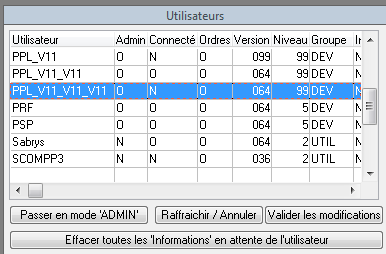 Utilisateurs
Utilisateur Admin Connecté Ordres Version Niveau Groupe
PPL_V11 O N O 099 99 DEV N
PPL_V11_V11 O O O 064 99 DEV N
PPL_V11_V11_V11 O N O 064 99 DEV N
PRF O O O 064 5 DEV N
PSP O O O 064 5 DEV N
Sabrys O N O 064 2 UTIL N
SCOMPP3 O N O 036 2 UTIL N
Passer en mode 'ADMIN' Raffraichir / Annuler Valider les modifications
Effacer toutes les 'Informations' en attente de l'utilisateur